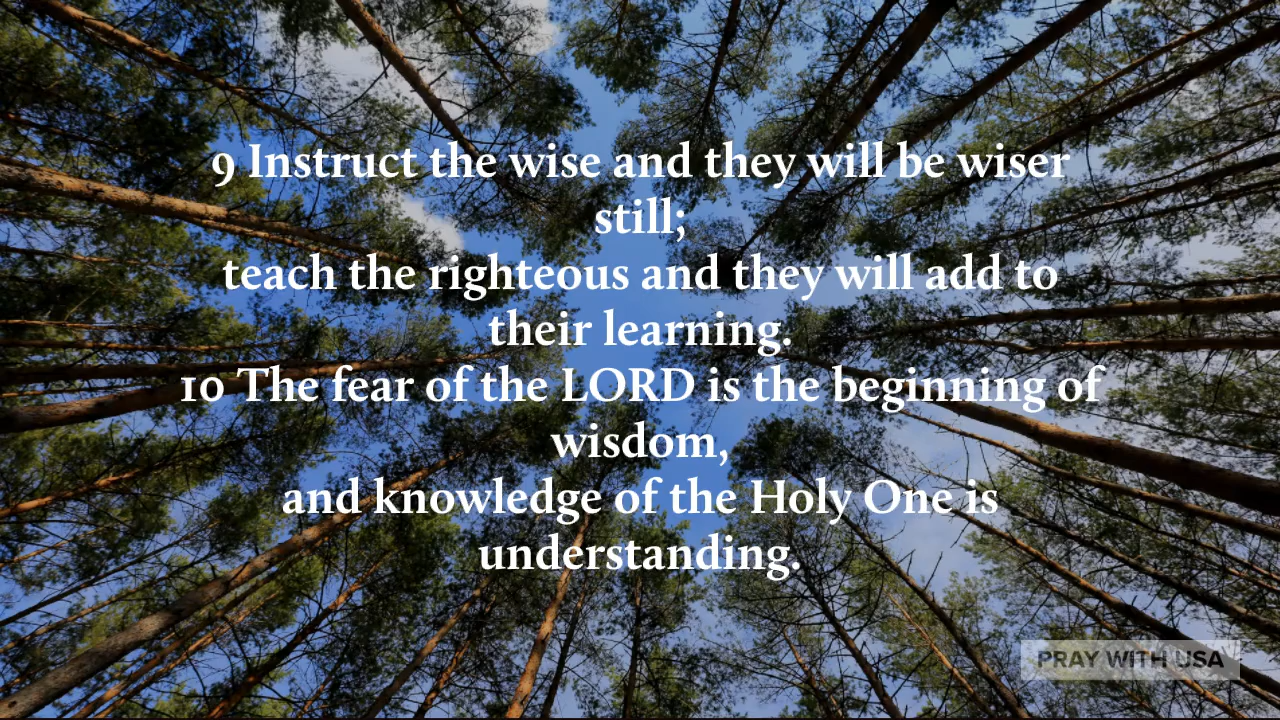 9 Instruct the wise and they will be wiser
still;
teach the righteous and they will add to
their learning.
10 The fear of the LORD is the beginning of
wisdom,
and knowledge of the Holy One is
understanding.
PRAY WITH USA